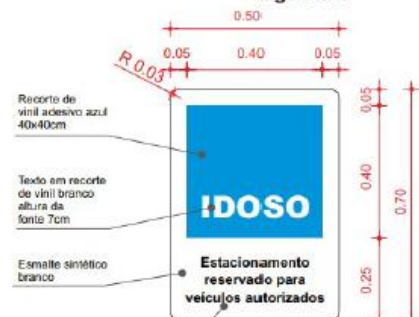 0.50
0.05
0.40
0.05
R 0.03
Recorte de
vinil adesivo azul
40x40cm
0.05
Texto em recorte
de vinil branco
altura da
fonte 7cm
IDOSO
0.40
0.70
Esmalte sintético
branco
Estacionamento
reservado para
veículos autorizados
0.25